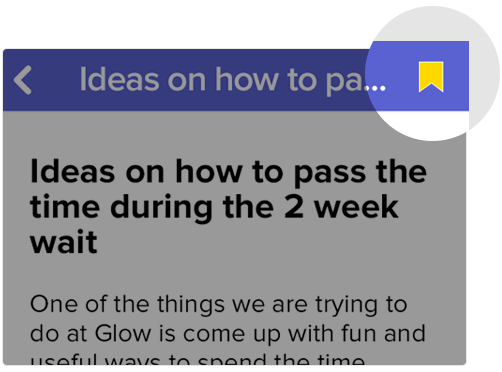 Ideas on how to pa...
Ideas on how to pass the
time during the 2 week
wait
One of the things we are trying to
do at Glow is come up with fun and
useful ways to spend the time